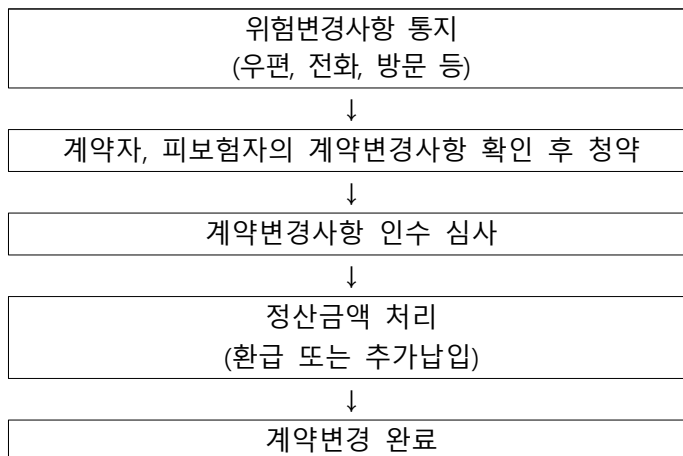 위험변경사항 통지
(우편, 전화, 방문 등)
↓
계약자, 피보험자의 계약변경사항 확인 후 청약
↓
계약변경사항 인수 심사
↓
정산금액 처리
(환급 또는 추가납입)
↓
계약변경 완료